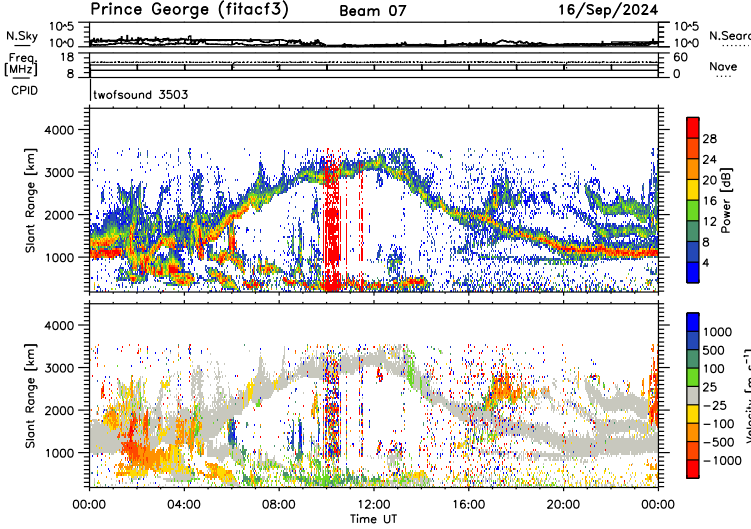 Prince George (fitacf3) Beam 07 16/Sep/2024
N.Sky 10^5 10^0 10^5 10^0 N.Searc
Freq. [MHz] 18 8 60 0 Nave
CPID twofsound 3503
Slant Range [km] 4000 3000 2000 1000
28 24 20 16 12 8 4 Power [dB]
Slant Range [km] 4000 3000 2000 1000
1000 500 100 25 -25 -100 -500 -1000 Velocity [m s^-1]
00:00 04:00 08:00 12:00 16:00 20:00 00:00
Time UT